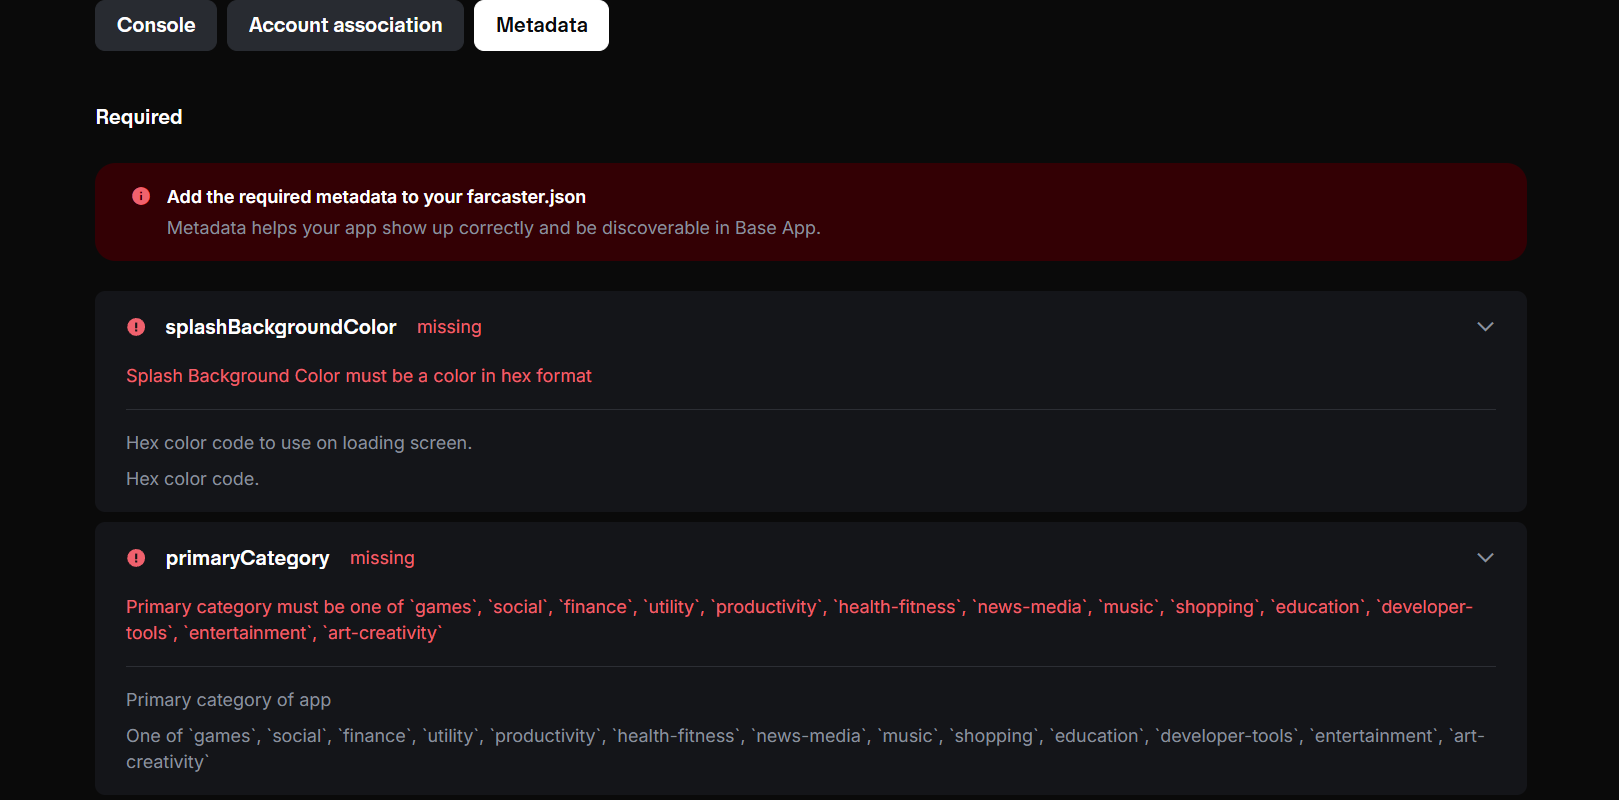 Console
Account association
Metadata
Required
Add the required metadata to your farcaster.json
Metadata helps your app show up correctly and be discoverable in Base App.
splashBackgroundColor missing
Splash Background Color must be a color in hex format
Hex color code to use on loading screen.
Hex color code.
primaryCategory missing
Primary category must be one of `games`, `social`, `finance`, `utility`, `productivity`, `health-fitness`, `news-media`, `music`, `shopping`, `education`, `developer-
tools`, `entertainment`, `art-creativity`
Primary category of app
One of `games`, `social`, `finance`, `utility`, `productivity`, `health-fitness`, `news-media`, `music`, `shopping`, `education`, `developer-tools`, `entertainment`, `art-
creativity`